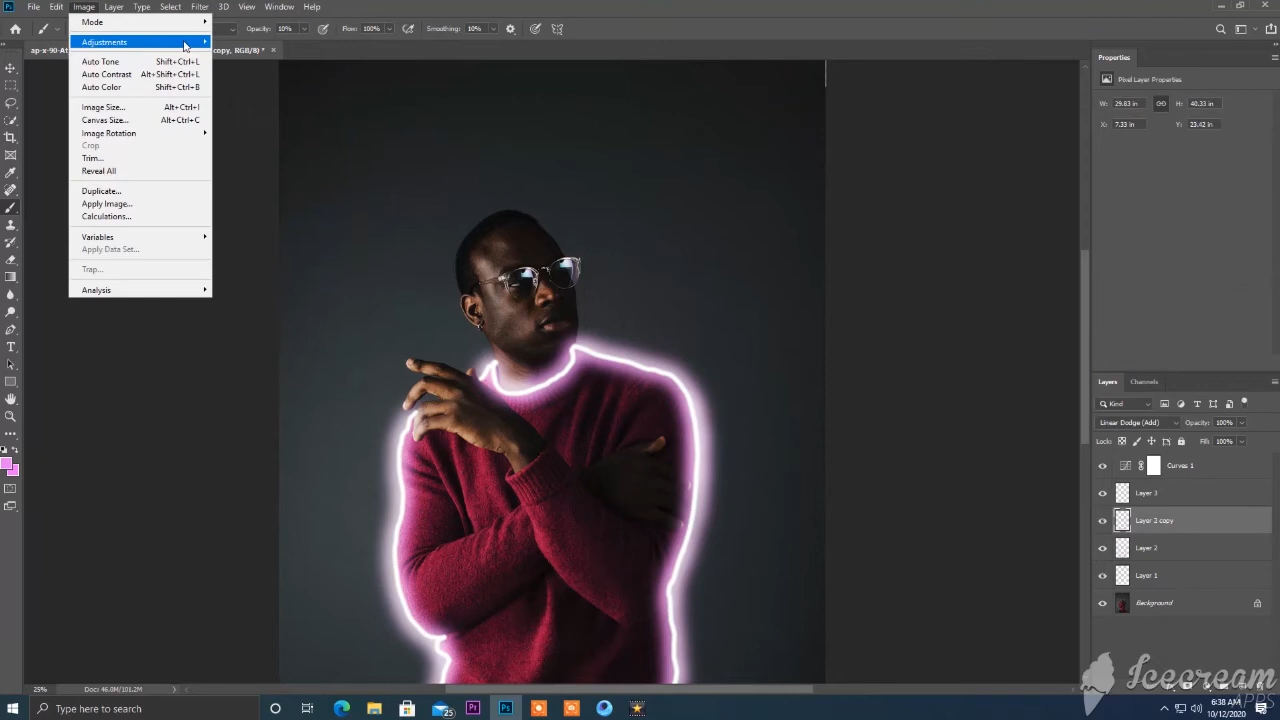 Ps File Edit Image Layer Type Select Filter 3D View Window Help
Opacity: 10% Flow: 100% Smoothing: 10%
copy, RGB/8) * ×
Mode
Adjustments
Auto Tone Shift+Ctrl+L
Auto Contrast Alt+Shift+Ctrl+L
Auto Color Shift+Ctrl+B
Image Size... Alt+Ctrl+I
Canvas Size... Alt+Ctrl+C
Image Rotation
Crop
Trim...
Reveal All
Duplicate...
Apply Image...
Calculations...
Variables
Apply Data Set...
Trap...
Analysis
Properties
Pixel Layer Properties
W: 29.83 in H: 40.33 in
X: 7.33 in Y: 23.42 in
Layers Channels
Kind
Linear Dodge (Add) Opacity: 100%
Lock: Fill: 100%
Curves 1
Layer 3
Layer 2 copy
Layer 2
Layer 1
Background
25% Doc: 46.0M/101.2M
Icecream
APPS
Type here to search
25
Pr
Ps
6:38 AM
10/12/2020